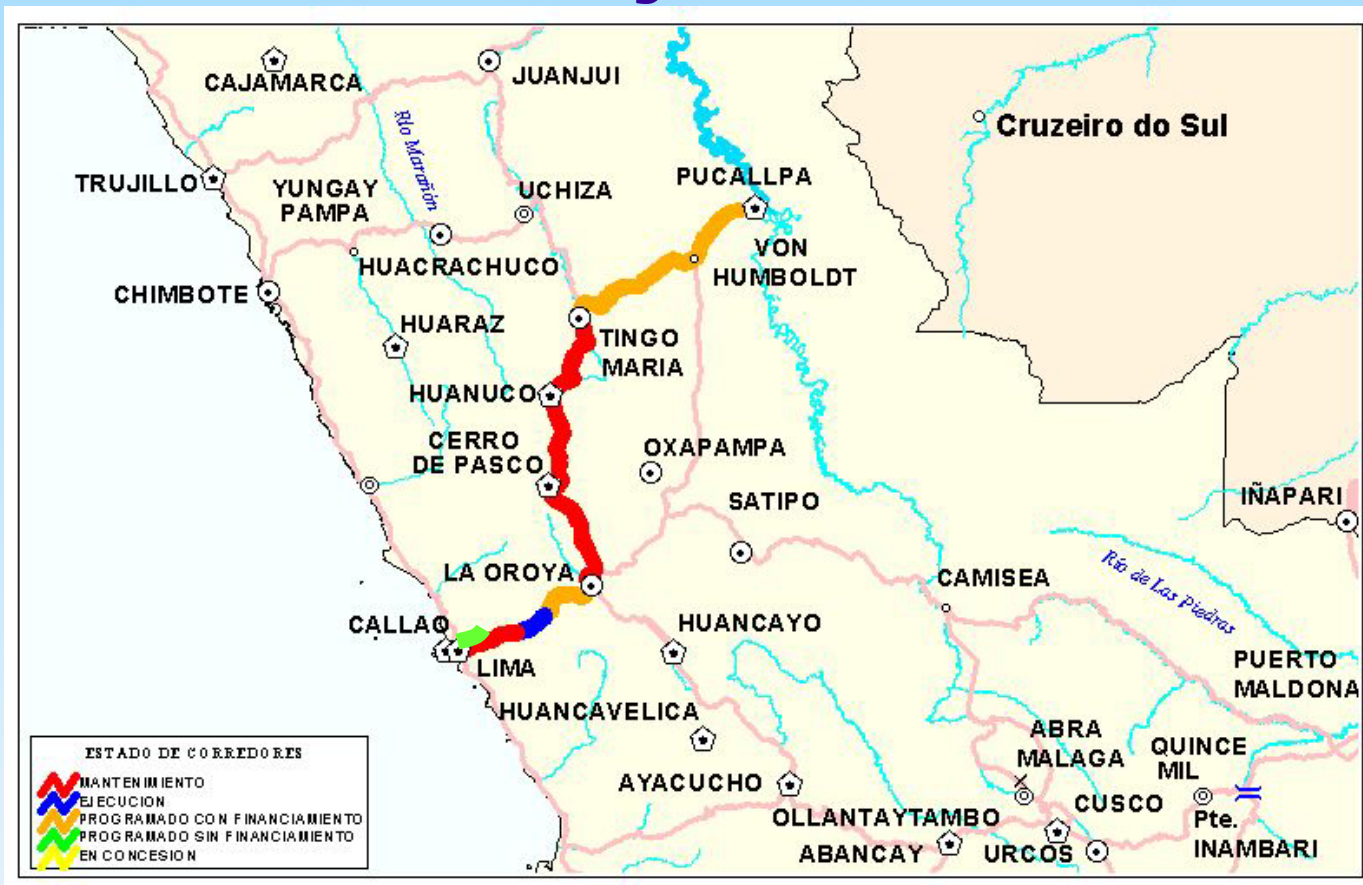 CAJAMARCA
JUANJUI
Cruzeiro do Sul
Río Marañón
TRUJILLO
YUNGAY
PAMPA
UCHIZA
PUCALLPA
VON
HUMBOLDT
HUACRACHUCO
CHIMBOTE
HUARAZ
TINGO
MARIA
HUANUCO
CERRO
DE PASCO
OXAPAMPA
SATIPO
IÑAPARI
LA OROYA
CAMISEA
Río de Las Piedras
CALLAO
LIMA
HUANCAYO
PUERTO
MALDONA
HUANCAVELICA
ABRA
MALAGA
QUINCE
MIL
AYACUCHO
CUSCO
OLLANTAYTAMBO
Pte.
INAMBARI
ABANCAY
URCOS
ESTADO DE CORREDORES
MANTENIMIENTO
EJECUCION
PROGRAMADO CON FINANCIAMIENTO
PROGRAMADO SIN FINANCIAMIENTO
EN CONCESION